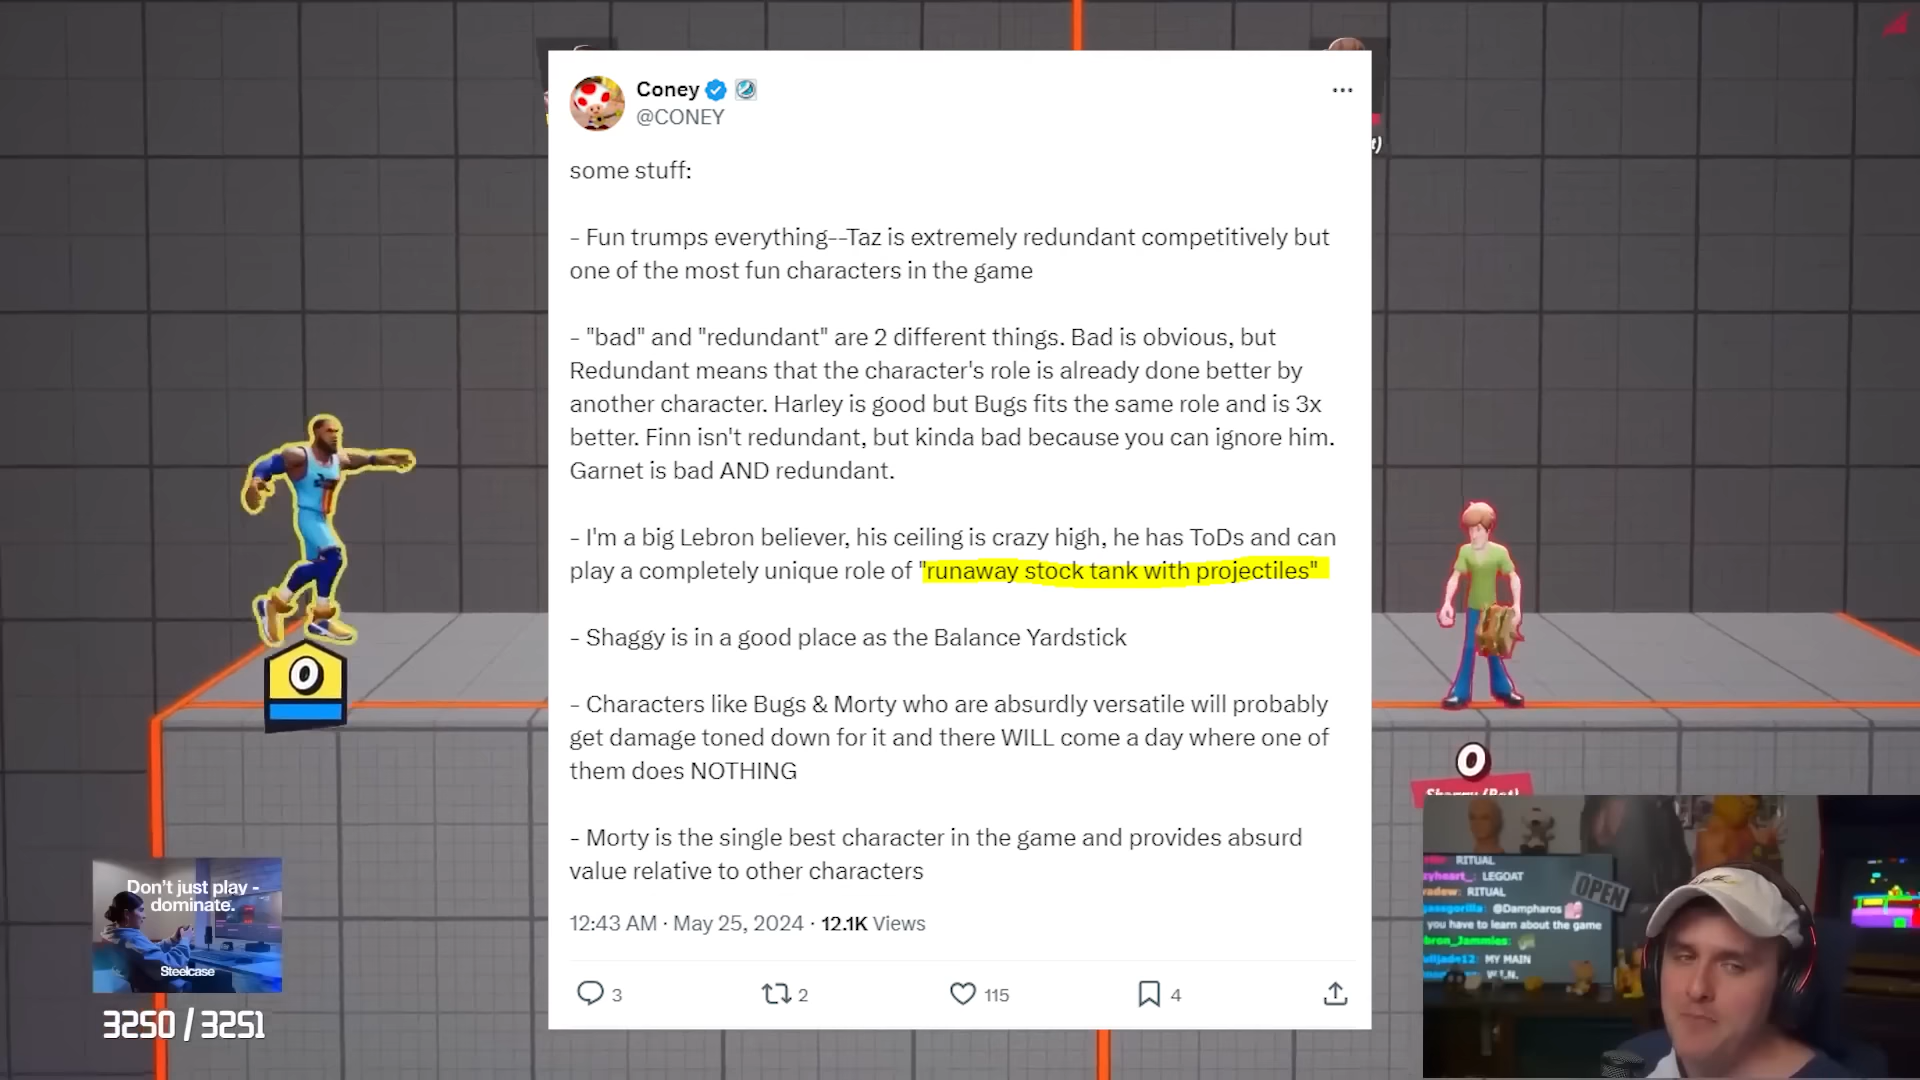 Coney
@CONEY
some stuff:
- Fun trumps everything--Taz is extremely redundant competitively but
one of the most fun characters in the game
- "bad" and "redundant" are 2 different things. Bad is obvious, but
Redundant means that the character's role is already done better by
another character. Harley is good but Bugs fits the same role and is 3x
better. Finn isn't redundant, but kinda bad because you can ignore him.
Garnet is bad AND redundant.
- I'm a big Lebron believer, his ceiling is crazy high, he has ToDs and can
play a completely unique role of "runaway stock tank with projectiles"
- Shaggy is in a good place as the Balance Yardstick
- Characters like Bugs & Morty who are absurdly versatile will probably
get damage toned down for it and there WILL come a day where one of
them does NOTHING
- Morty is the single best character in the game and provides absurd
value relative to other characters
12:43 AM · May 25, 2024 · 12.1K Views
3
2
115
4
0
0
Shaggy (Bot)
Don't just play -
dominate.
Steelcase
3250 / 3251
RITUAL
LEGOAT
RITUAL
@Dampharos
you have to learn about the game
MY MAIN
OPEN